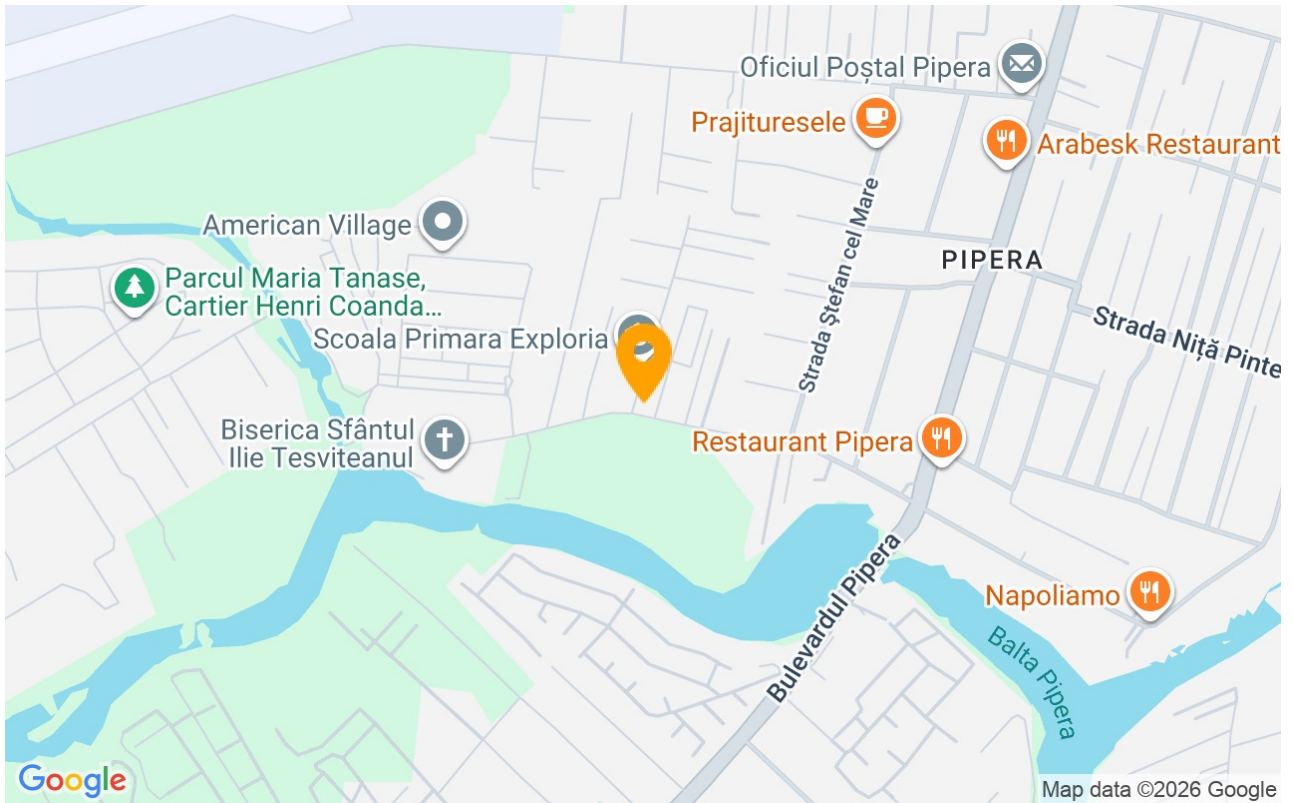 Oficiul Poștal Pipera
Prajituresele
Arabesk Restaurant
Strada Ștefan cel Mare
American Village
PIPERA
Parcul Maria Tanase,
Cartier Henri Coanda...
Strada Niță Pinte
Scoala Primara Exploria
Biserica Sfântul
Ilie Tesviteanul
Restaurant Pipera
Bulevardul Pipera
Napoliamo
Balta Pipera
Google
Map data ©2026 Google